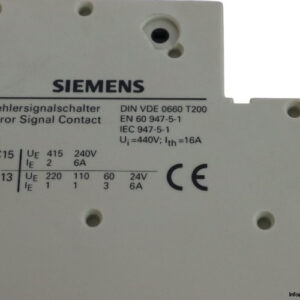 SIEMENS
ehlersignalschalter
ror Signal Contact
DIN VDE 0660 T200
EN 60 947-5-1
IEC 947-5-1
Ui=440V; Ith=16A
15 UE 415 240V
IE 2 6A
13 UE 220 110 60 24V
IE 1 1 3 6A
CE